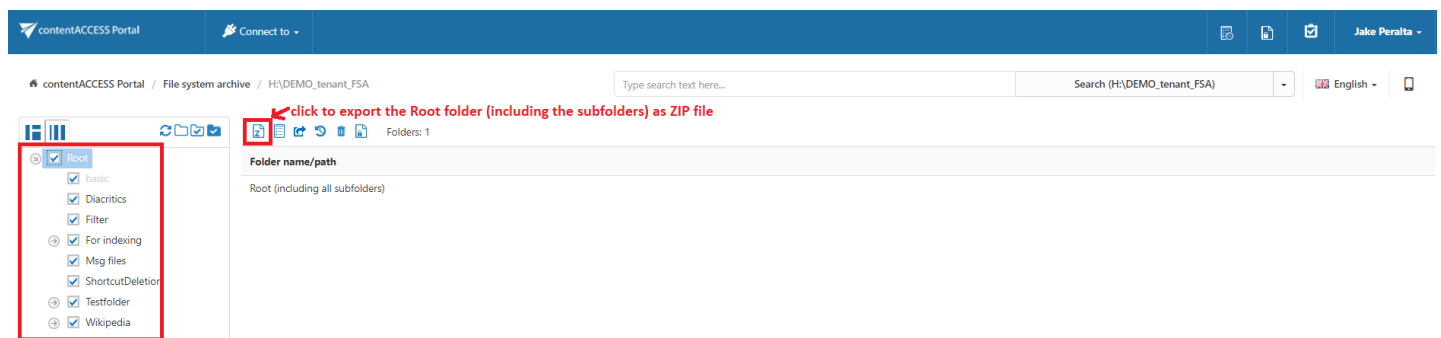 contentACCESS Portal Connect to Jake Peralta
contentACCESS Portal / File system archive / H:\DEMO_tenant_FSA Type search text here... Search (H:\DEMO_tenant_FSA) English
click to export the Root folder (including the subfolders) as ZIP file
Folders: 1
Root
Folder name/path
basic
Root (including all subfolders)
Diacritics
Filter
For indexing
Msg files
ShortcutDeletion
Testfolder
Wikipedia